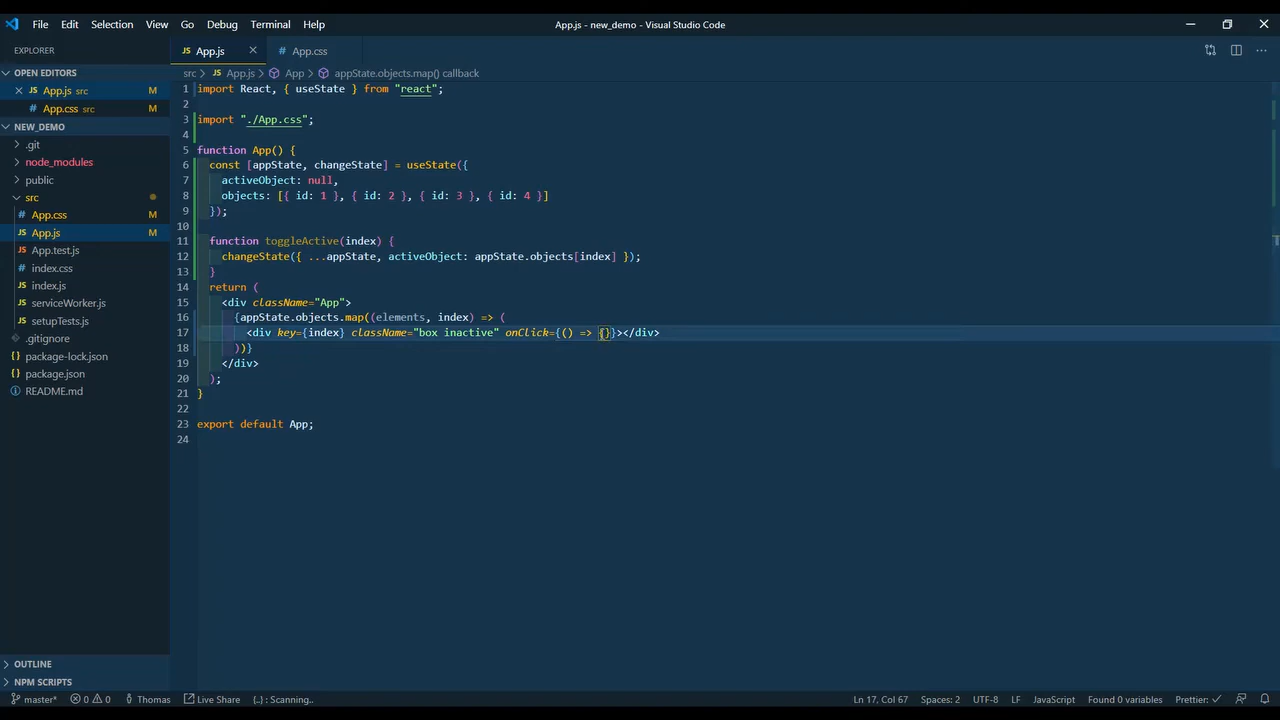 File Edit Selection View Go Debug Terminal Help
App.js - new_demo - Visual Studio Code
EXPLORER
OPEN EDITORS
App.js src M
App.css src M
NEW_DEMO
.git
node_modules
public
src
App.css M
App.js M
App.test.js
index.css
index.js
serviceWorker.js
setupTests.js
.gitignore
package-lock.json
package.json
README.md
OUTLINE
NPM SCRIPTS
App.js
App.css
src > App.js > App > appState.objects.map() callback
1 import React, { useState } from "react";
2
3 import "./App.css";
4
5 function App() {
6 const [appState, changeState] = useState({
7 activeObject: null,
8 objects: [{ id: 1 }, { id: 2 }, { id: 3 }, { id: 4 }]
9 });
10
11 function toggleActive(index) {
12 changeState({ ...appState, activeObject: appState.objects[index] });
13 }
14 return (
15 <div className="App">
16 {appState.objects.map((elements, index) => (
17 <div key={index} className="box inactive" onClick={() => {}}></div>
18 ))}
19 </div>
20 );
21 }
22
23 export default App;
24
master* 0 0 Thomas Live Share {..} : Scanning.. Ln 17, Col 67 Spaces: 2 UTF-8 LF JavaScript Found 0 variables Prettier: ✓